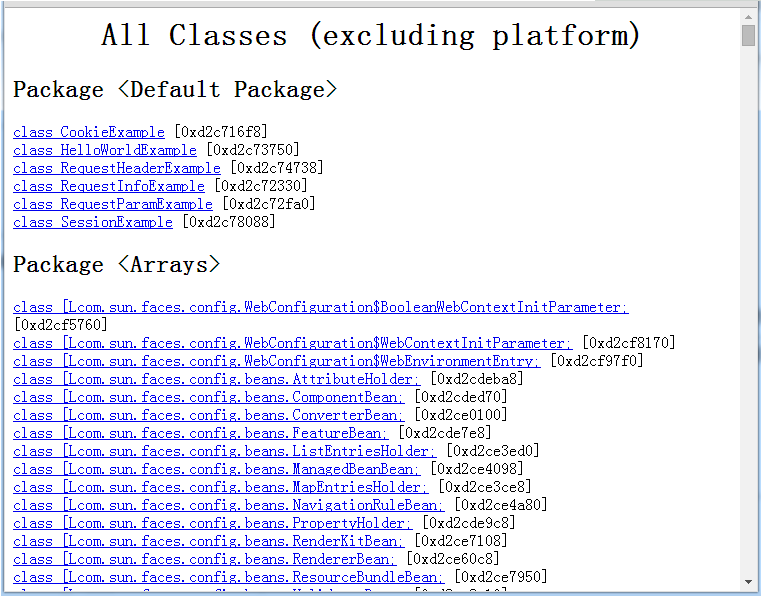 All Classes (excluding platform)
Package <Default Package>
class CookieExample [0xd2c716f8]
class HelloWorldExample [0xd2c73750]
class RequestHeaderExample [0xd2c74738]
class RequestInfoExample [0xd2c72330]
class RequestParamExample [0xd2c72fa0]
class SessionExample [0xd2c78088]
Package <Arrays>
class [Lcom.sun.faces.config.WebConfiguration$BooleanWebContextInitParameter;
[0xd2cf5760]
class [Lcom.sun.faces.config.WebConfiguration$WebContextInitParameter; [0xd2cf8170]
class [Lcom.sun.faces.config.WebConfiguration$WebEnvironmentEntry; [0xd2cf97f0]
class [Lcom.sun.faces.config.beans.AttributeHolder; [0xd2cdeba8]
class [Lcom.sun.faces.config.beans.ComponentBean; [0xd2cded70]
class [Lcom.sun.faces.config.beans.ConverterBean; [0xd2ce0100]
class [Lcom.sun.faces.config.beans.FeatureBean; [0xd2cde7e8]
class [Lcom.sun.faces.config.beans.ListEntriesHolder; [0xd2ce3ed0]
class [Lcom.sun.faces.config.beans.ManagedBeanBean; [0xd2ce4098]
class [Lcom.sun.faces.config.beans.MapEntriesHolder; [0xd2ce3ce8]
class [Lcom.sun.faces.config.beans.NavigationRuleBean; [0xd2ce4a80]
class [Lcom.sun.faces.config.beans.PropertyHolder; [0xd2cde9c8]
class [Lcom.sun.faces.config.beans.RenderKitBean; [0xd2ce7108]
class [Lcom.sun.faces.config.beans.RendererBean; [0xd2ce60c8]
class [Lcom.sun.faces.config.beans.ResourceBundleBean; [0xd2ce7950]